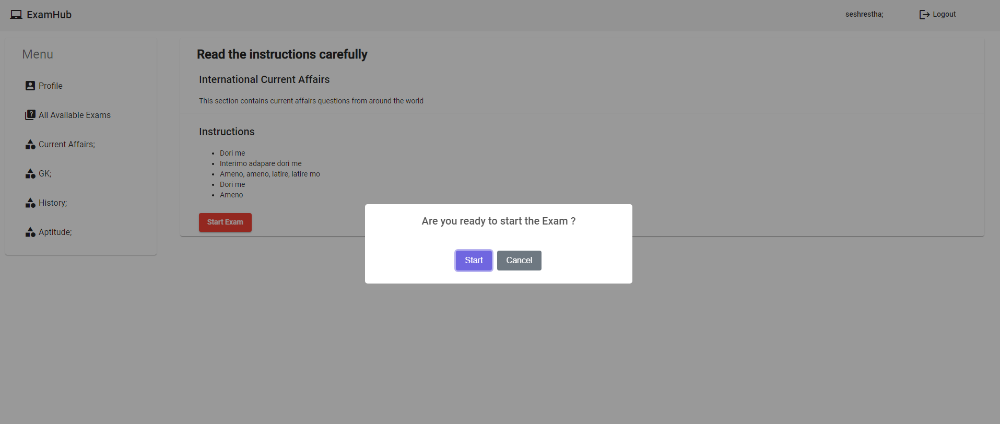 ExamHub
seshrestha;
Logout
Menu
Profile
All Available Exams
Current Affairs;
GK;
History;
Aptitude;
Read the instructions carefully
International Current Affairs
This section contains current affairs questions from around the world
Instructions
Dori me
Interimo adapare dori me
Ameno, ameno, latire, latire mo
Dori me
Ameno
Start Exam
Are you ready to start the Exam ?
Start
Cancel